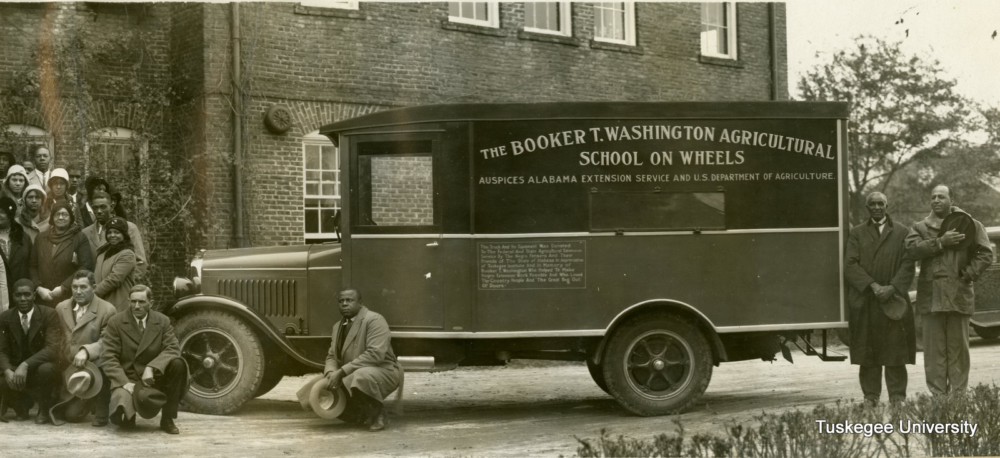 THE BOOKER T. WASHINGTON AGRICULTURAL
SCHOOL ON WHEELS
AUSPICES ALABAMA EXTENSION SERVICE AND U.S. DEPARTMENT OF AGRICULTURE.
This Truck And Its Equipment Was Donated
To The Federal And State Agricultural Extension
Service By The Negro Farmers And Their
Friends of The State of Alabama In Appreciation
of Tuskegee Institute And In Memory of
Booker T. Washington Who Helped To Make
Negro Extension Work Possible And Who Loved
The Country People And The Great Big Out
Of Doors.
Tuskegee University